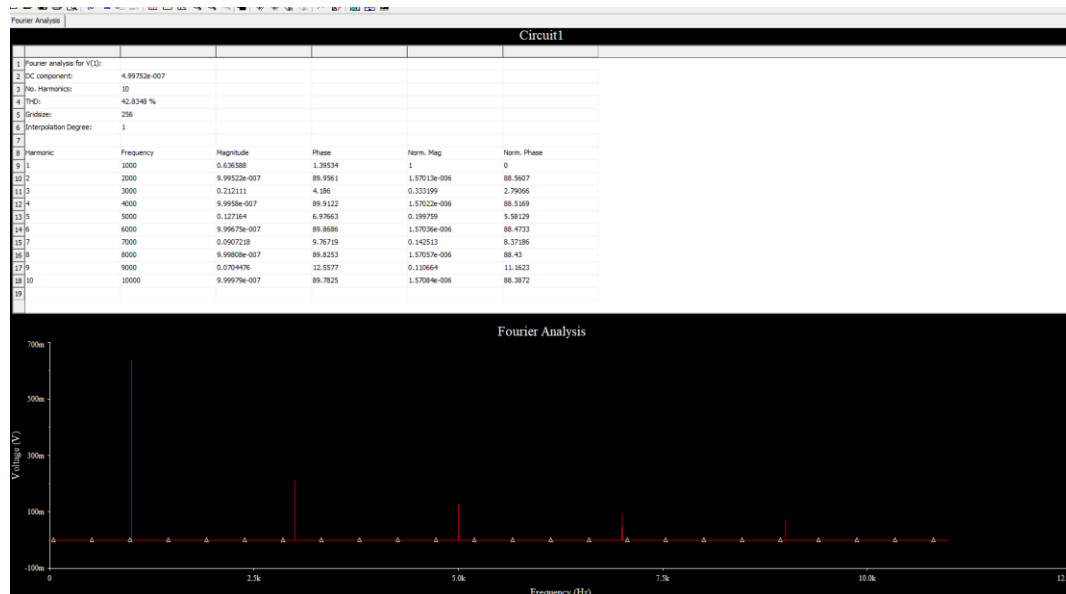 Fourier Analysis
Circuit1
1 Fourier analysis for V(1):
2 DC component: 4.99752e-007
3 No. Harmonics: 10
4 THD: 42.8348 %
5 Gridsize: 256
6 Interpolation Degree: 1
7
8 Harmonic Frequency Magnitude Phase Norm. Mag Norm. Phase
9 1 1000 0.636588 1.39534 1 0
10 2 2000 9.99522e-007 89.9561 1.57013e-006 88.5607
11 3 3000 0.212111 4.186 0.333199 2.79066
12 4 4000 9.9958e-007 89.9122 1.57022e-006 88.5169
13 5 5000 0.127164 6.97663 0.199759 5.58129
14 6 6000 9.99675e-007 89.8686 1.57036e-006 88.4733
15 7 7000 0.0907218 9.76719 0.142513 8.37186
16 8 8000 9.99808e-007 89.8253 1.57057e-006 88.43
17 9 9000 0.0704476 12.5577 0.110664 11.1623
18 10 10000 9.99979e-007 89.7825 1.57084e-006 88.3872
19
Fourier Analysis
700m
500m
300m
100m
-100m
Voltage (V)
0 2.5k 5.0k 7.5k 10.0k 12.
Frequency (Hz)